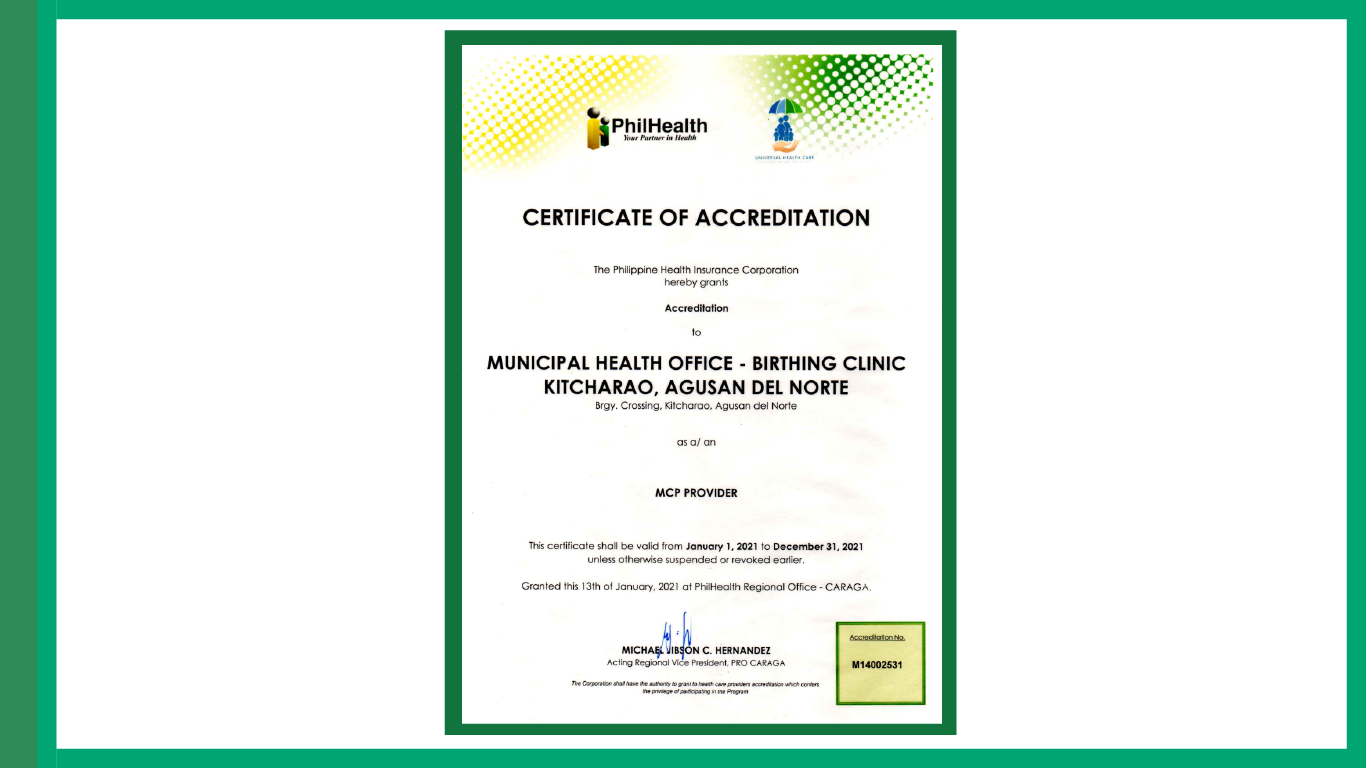 PhilHealth
Your Partner in Health
UNIVERSAL HEALTH CARE
CERTIFICATE OF ACCREDITATION
The Philippine Health Insurance Corporation
hereby grants
Accreditation
to
MUNICIPAL HEALTH OFFICE - BIRTHING CLINIC
KITCHARAO, AGUSAN DEL NORTE
Brgy. Crossing, Kitcharao, Agusan del Norte
as a/ an
MCP PROVIDER
This certificate shall be valid from January 1, 2021 to December 31, 2021
unless otherwise suspended or revoked earlier.
Granted this 13th of January, 2021 at PhilHealth Regional Office - CARAGA.
MICHAEL JIBSON C. HERNANDEZ
Acting Regional Vice President, PRO CARAGA
The Corporation shall have the authority to grant to health care providers accreditation which confers
the privilege of participating in the Program
Accreditation No.
M14002531